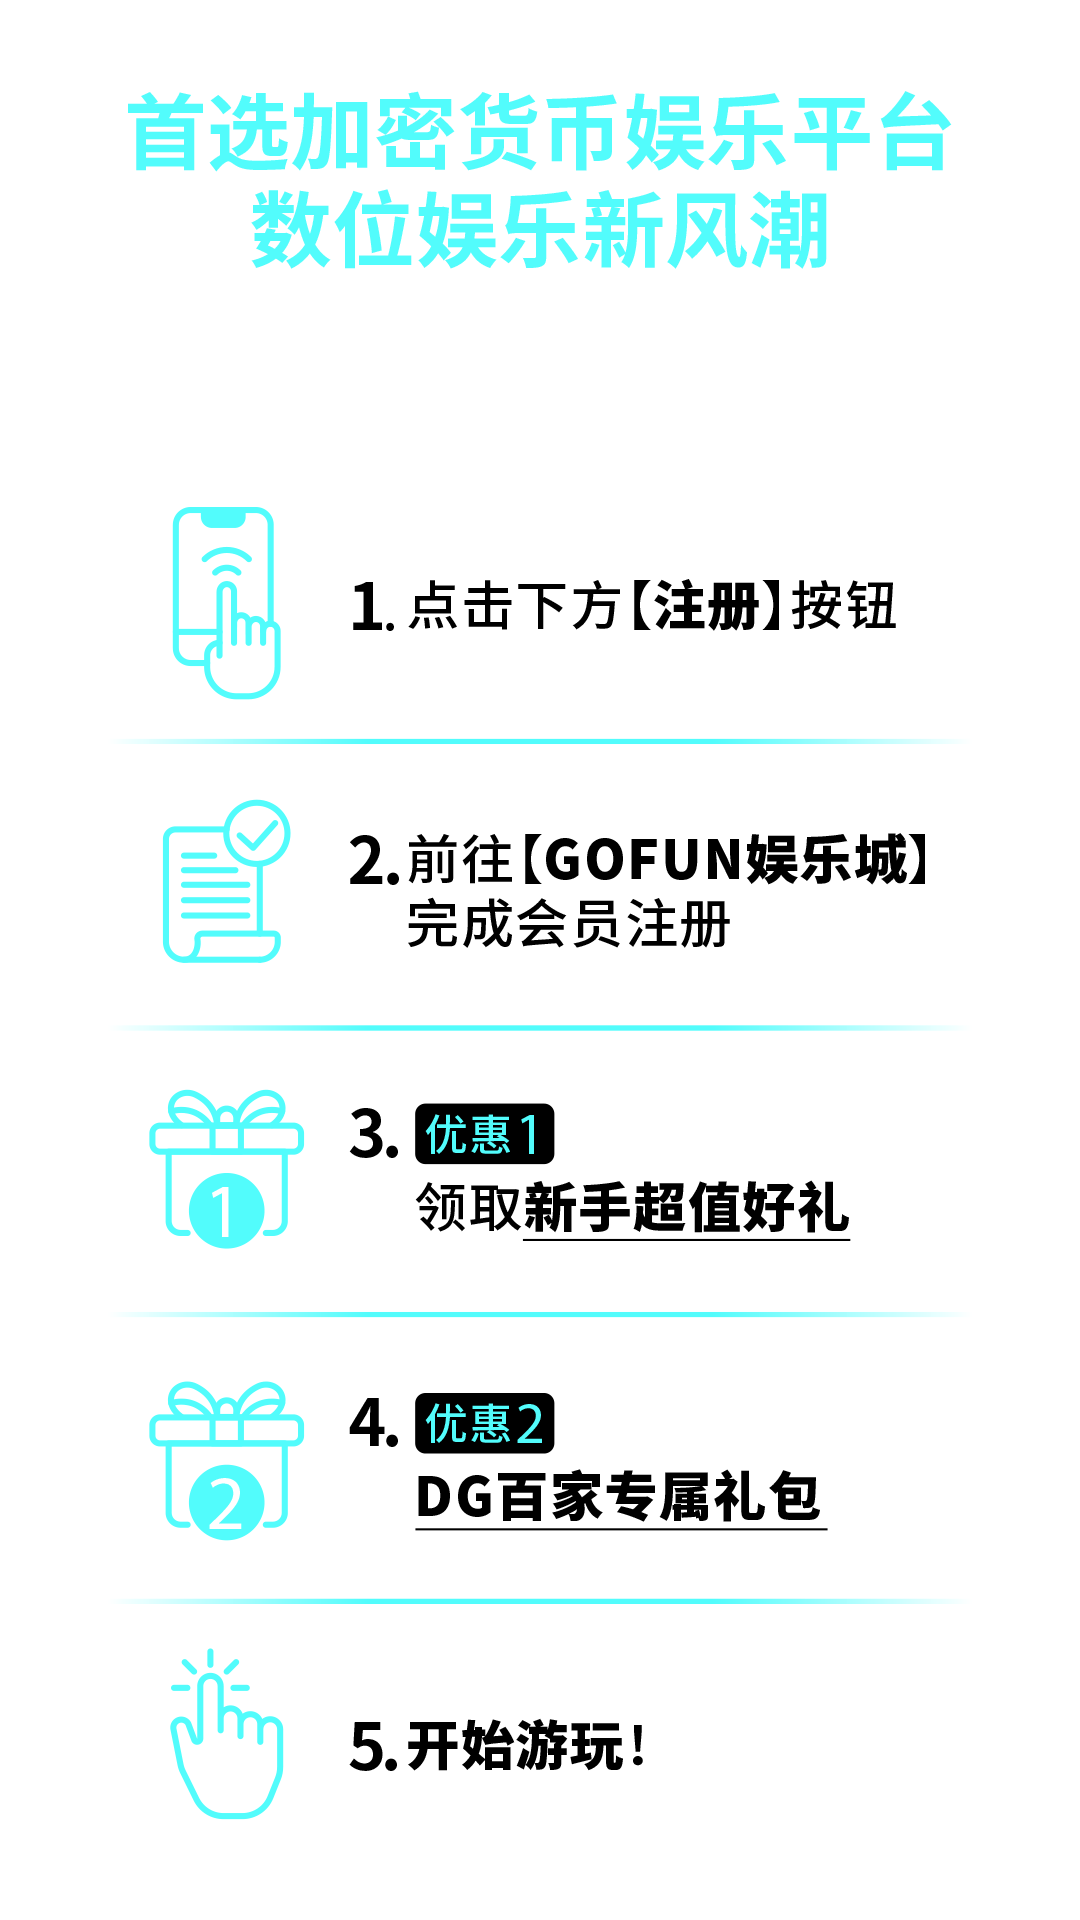 首选加密货币娱乐平台
数位娱乐新风潮
1. 点击下方【注册】按钮
2. 前往【GOFUN娱乐城】
完成会员注册
3. 优惠1
领取新手超值好礼
1
4. 优惠2
DG百家专属礼包
2
5. 开始游玩！